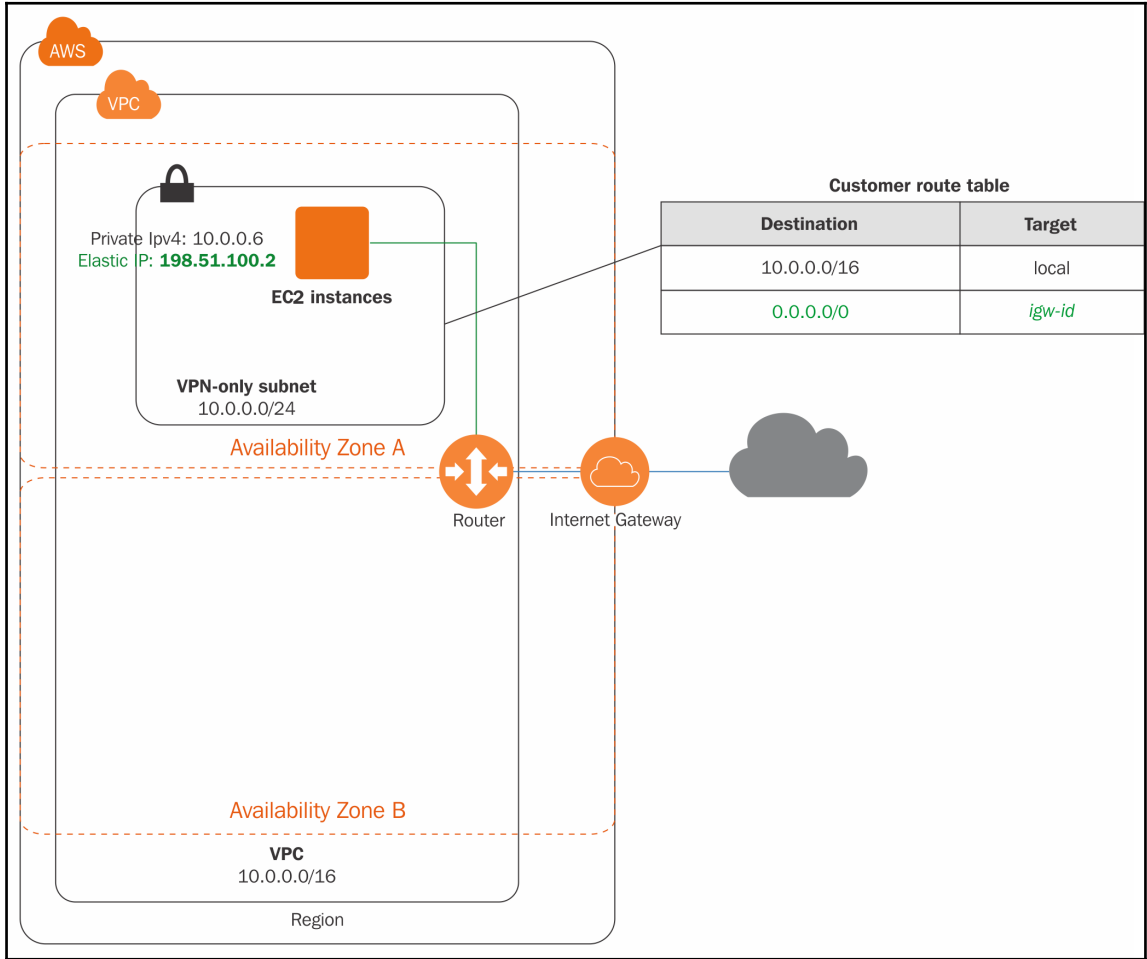 AWS
VPC
Private Ipv4: 10.0.0.6
Elastic IP: 198.51.100.2
EC2 instances
VPN-only subnet
10.0.0.0/24
Availability Zone A
Customer route table
Destination Target
10.0.0.0/16 local
0.0.0.0/0 igw-id
Router
Internet Gateway
Availability Zone B
VPC
10.0.0.0/16
Region